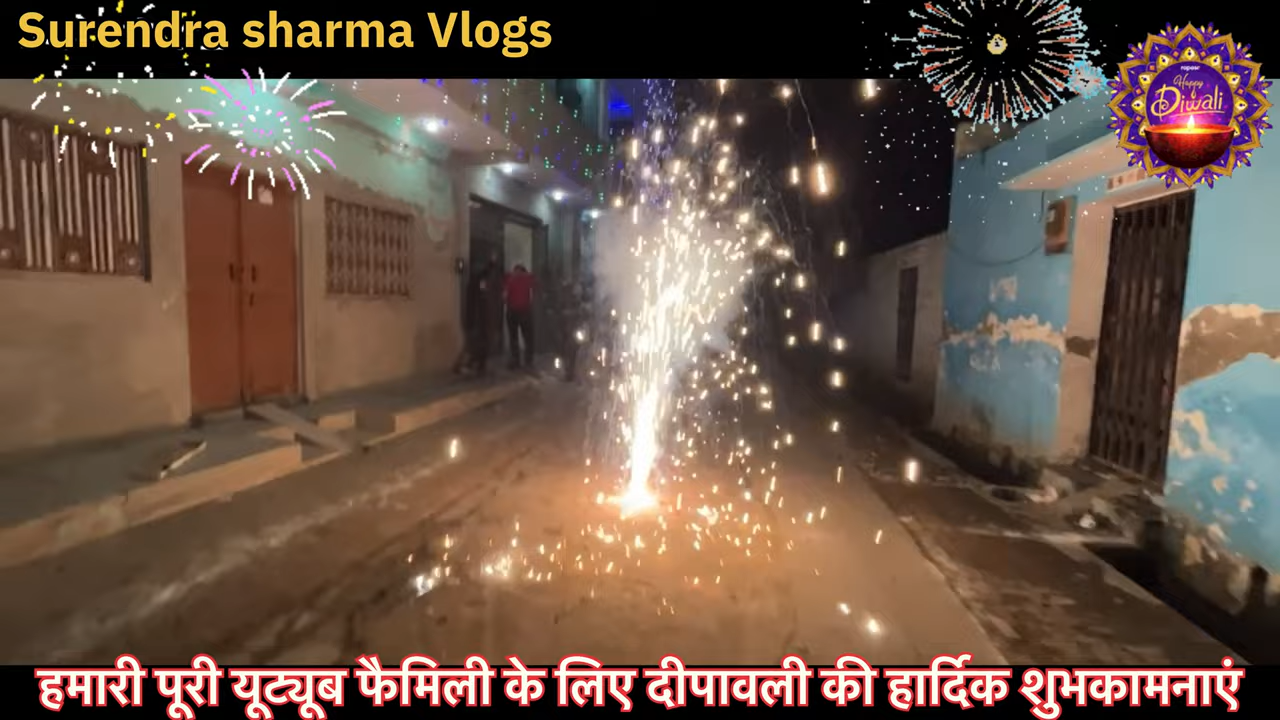 Surendra sharma Vlogs
Happy
Diwali
हमारी पूरी यूट्यूब फैमिली के लिए दीपावली की हार्दिक शुभकामनाएं